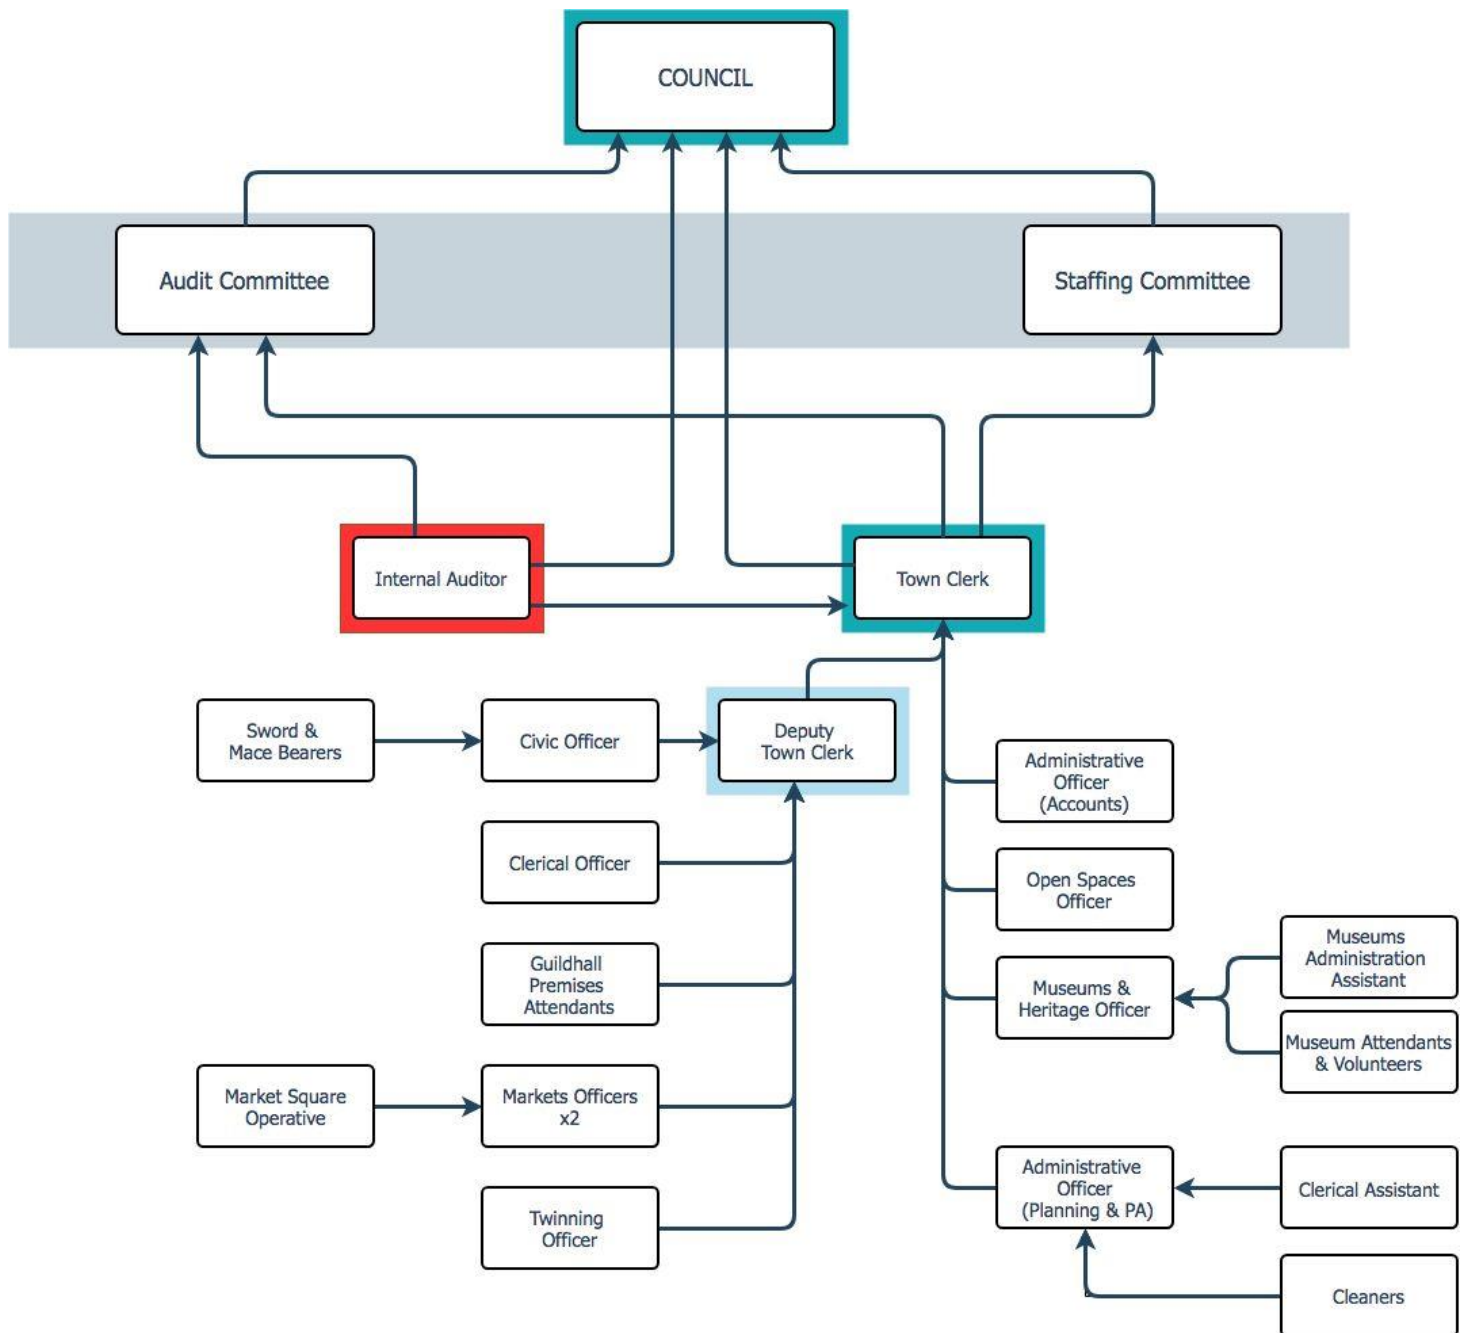 COUNCIL
Audit Committee
Staffing Committee
Internal Auditor
Town Clerk
Sword &
Mace Bearers
Civic Officer
Deputy
Town Clerk
Administrative
Officer
(Accounts)
Clerical Officer
Open Spaces
Officer
Guildhall
Premises
Attendants
Museums &
Heritage Officer
Museums
Administration
Assistant
Museum Attendants
& Volunteers
Market Square
Operative
Markets Officers
x2
Administrative
Officer
(Planning & PA)
Clerical Assistant
Twinning
Officer
Cleaners